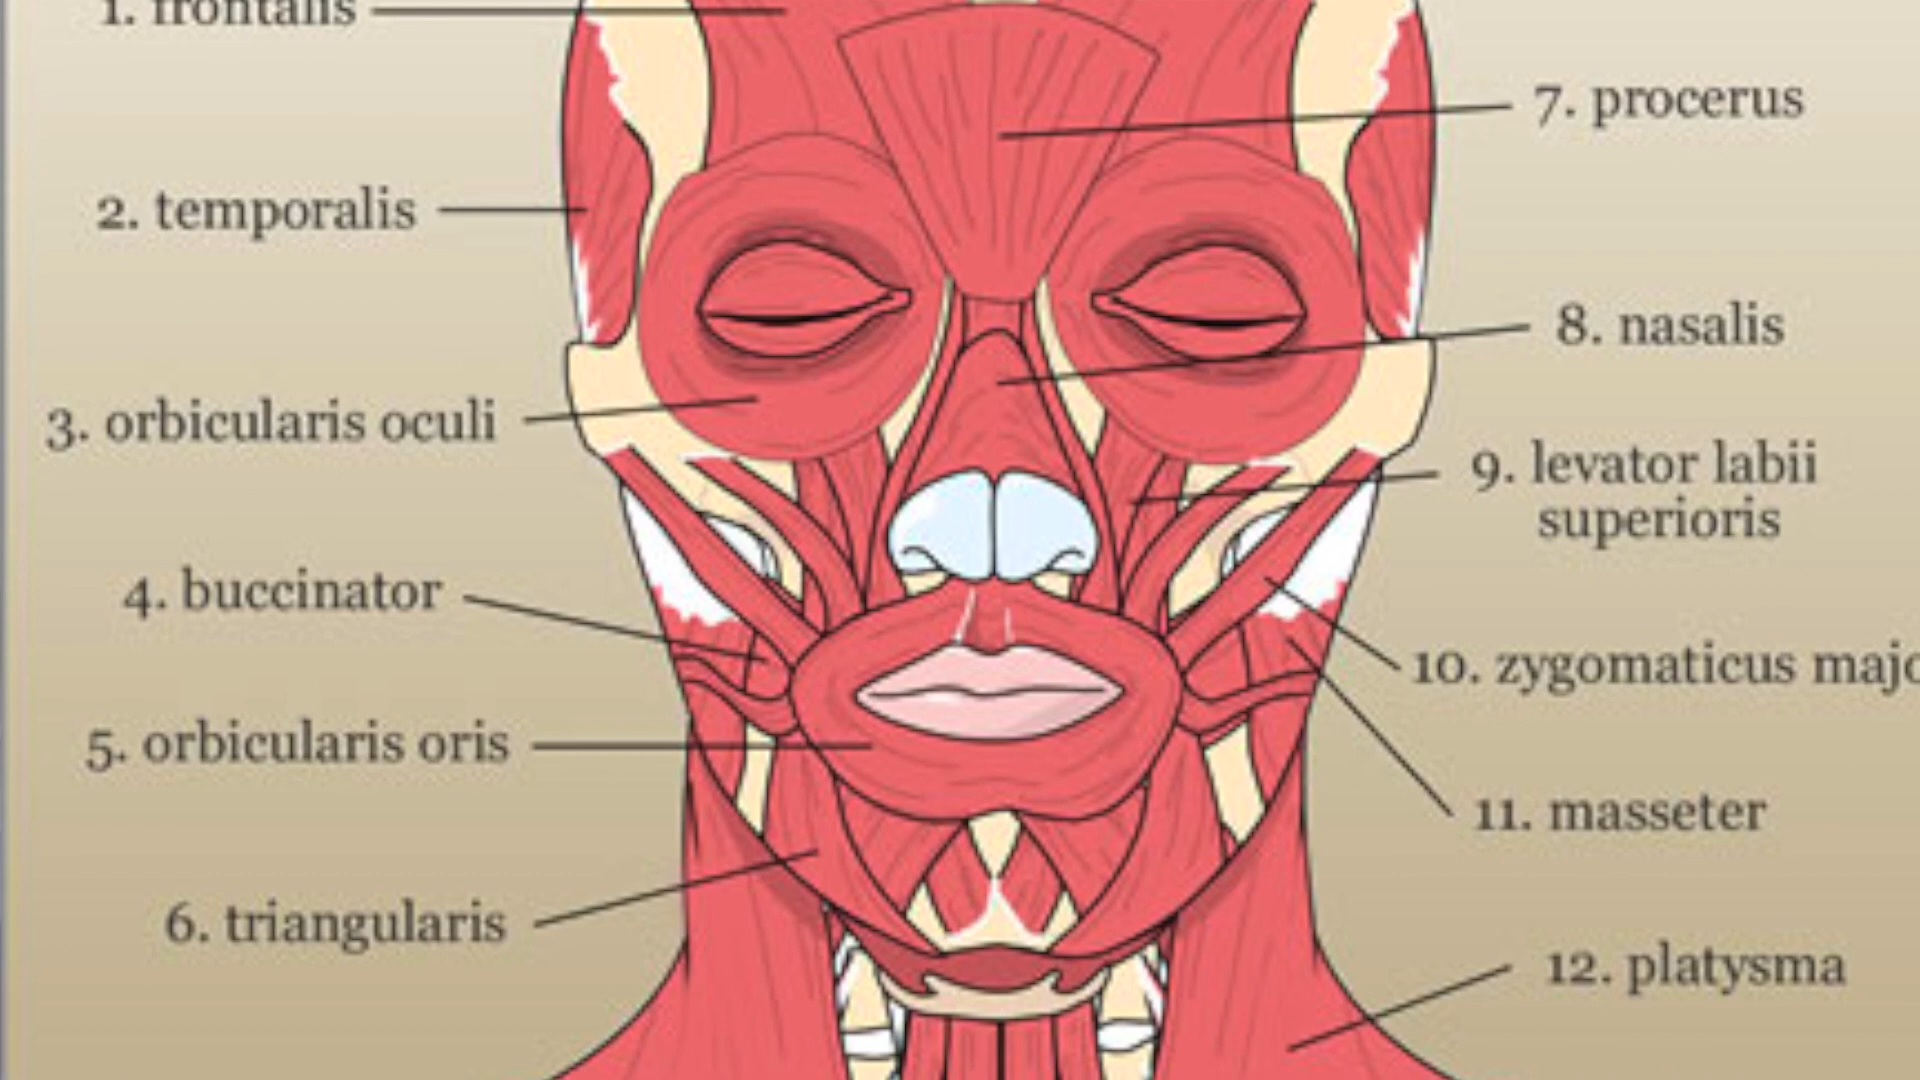 1. frontalis
2. temporalis
3. orbicularis oculi
4. buccinator
5. orbicularis oris
6. triangularis
7. procerus
8. nasalis
9. levator labii
superioris
10. zygomaticus majo
11. masseter
12. platysma